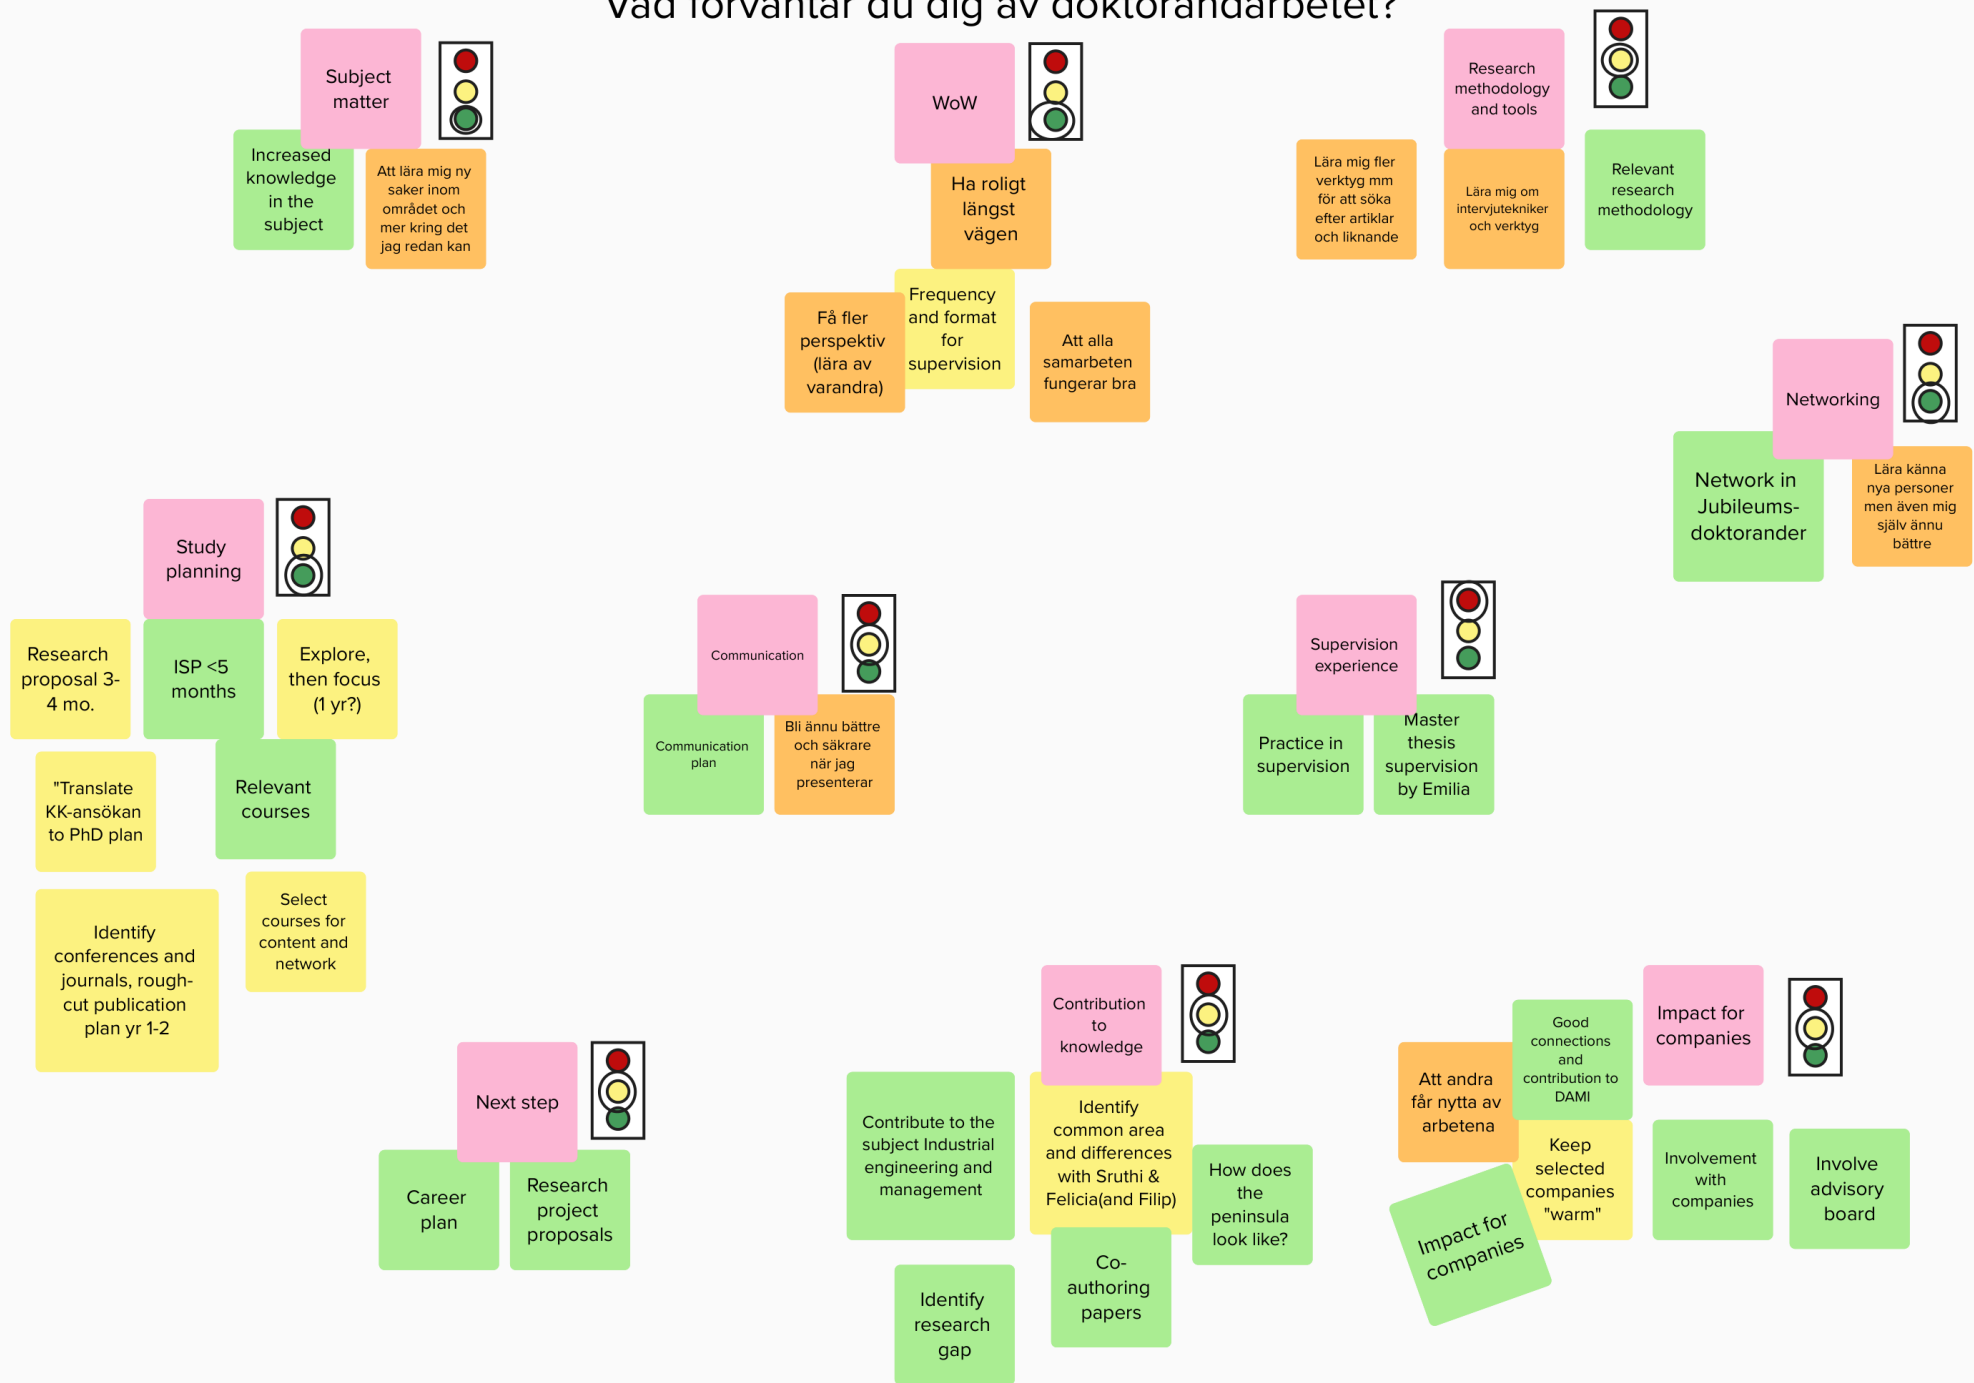 Vad förväntar du dig av doktorandarbetet?
Subject
matter
Increased
knowledge
in the
subject
Att lära mig ny
saker inom
området och
mer kring det
jag redan kan
WoW
Ha roligt
längst
vägen
Få fler
perspektiv
(lära av
varandra)
Frequency
and format
for
supervision
Att alla
samarbeten
fungerar bra
Research
methodology
and tools
Lära mig fler
verktyg mm
för att söka
efter artiklar
och liknande
Lära mig om
intervjutekniker
och verktyg
Relevant
research
methodology
Networking
Network in
Jubileums-
doktorander
Lära känna
nya personer
men även mig
själv ännu
bättre
Study
planning
Research
proposal 3-
4 mo.
ISP <5
months
Explore,
then focus
(1 yr?)
"Translate
KK-ansökan
to PhD plan
Relevant
courses
Identify
conferences and
journals, rough-
cut publication
plan yr 1-2
Select
courses for
content and
network
Communication
Communication
plan
Bli ännu bättre
och säkrare
när jag
presenterar
Supervision
experience
Practice in
supervision
Master
thesis
supervision
by Emilia
Next step
Career
plan
Research
project
proposals
Contribution
to
knowledge
Contribute to the
subject Industrial
engineering and
management
Identify
common area
and differences
with Sruthi &
Felicia(and Filip)
How does
the
peninsula
look like?
Identify
research
gap
Co-
authoring
papers
Impact for
companies
Good
connections
and
contribution to
DAMI
Att andra
får nytta av
arbetena
Keep
selected
companies
"warm"
Involvement
with
companies
Involve
advisory
board
Impact for
companies